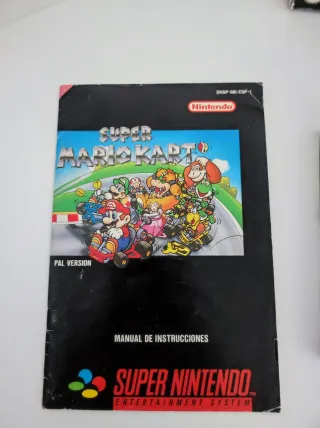 SNSP-MK-ESP-1
Nintendo
SUPER
MARIO KART
PAL VERSION
MANUAL DE INSTRUCCIONES
SUPER NINTENDO
ENTERTAINMENT SYSTEM